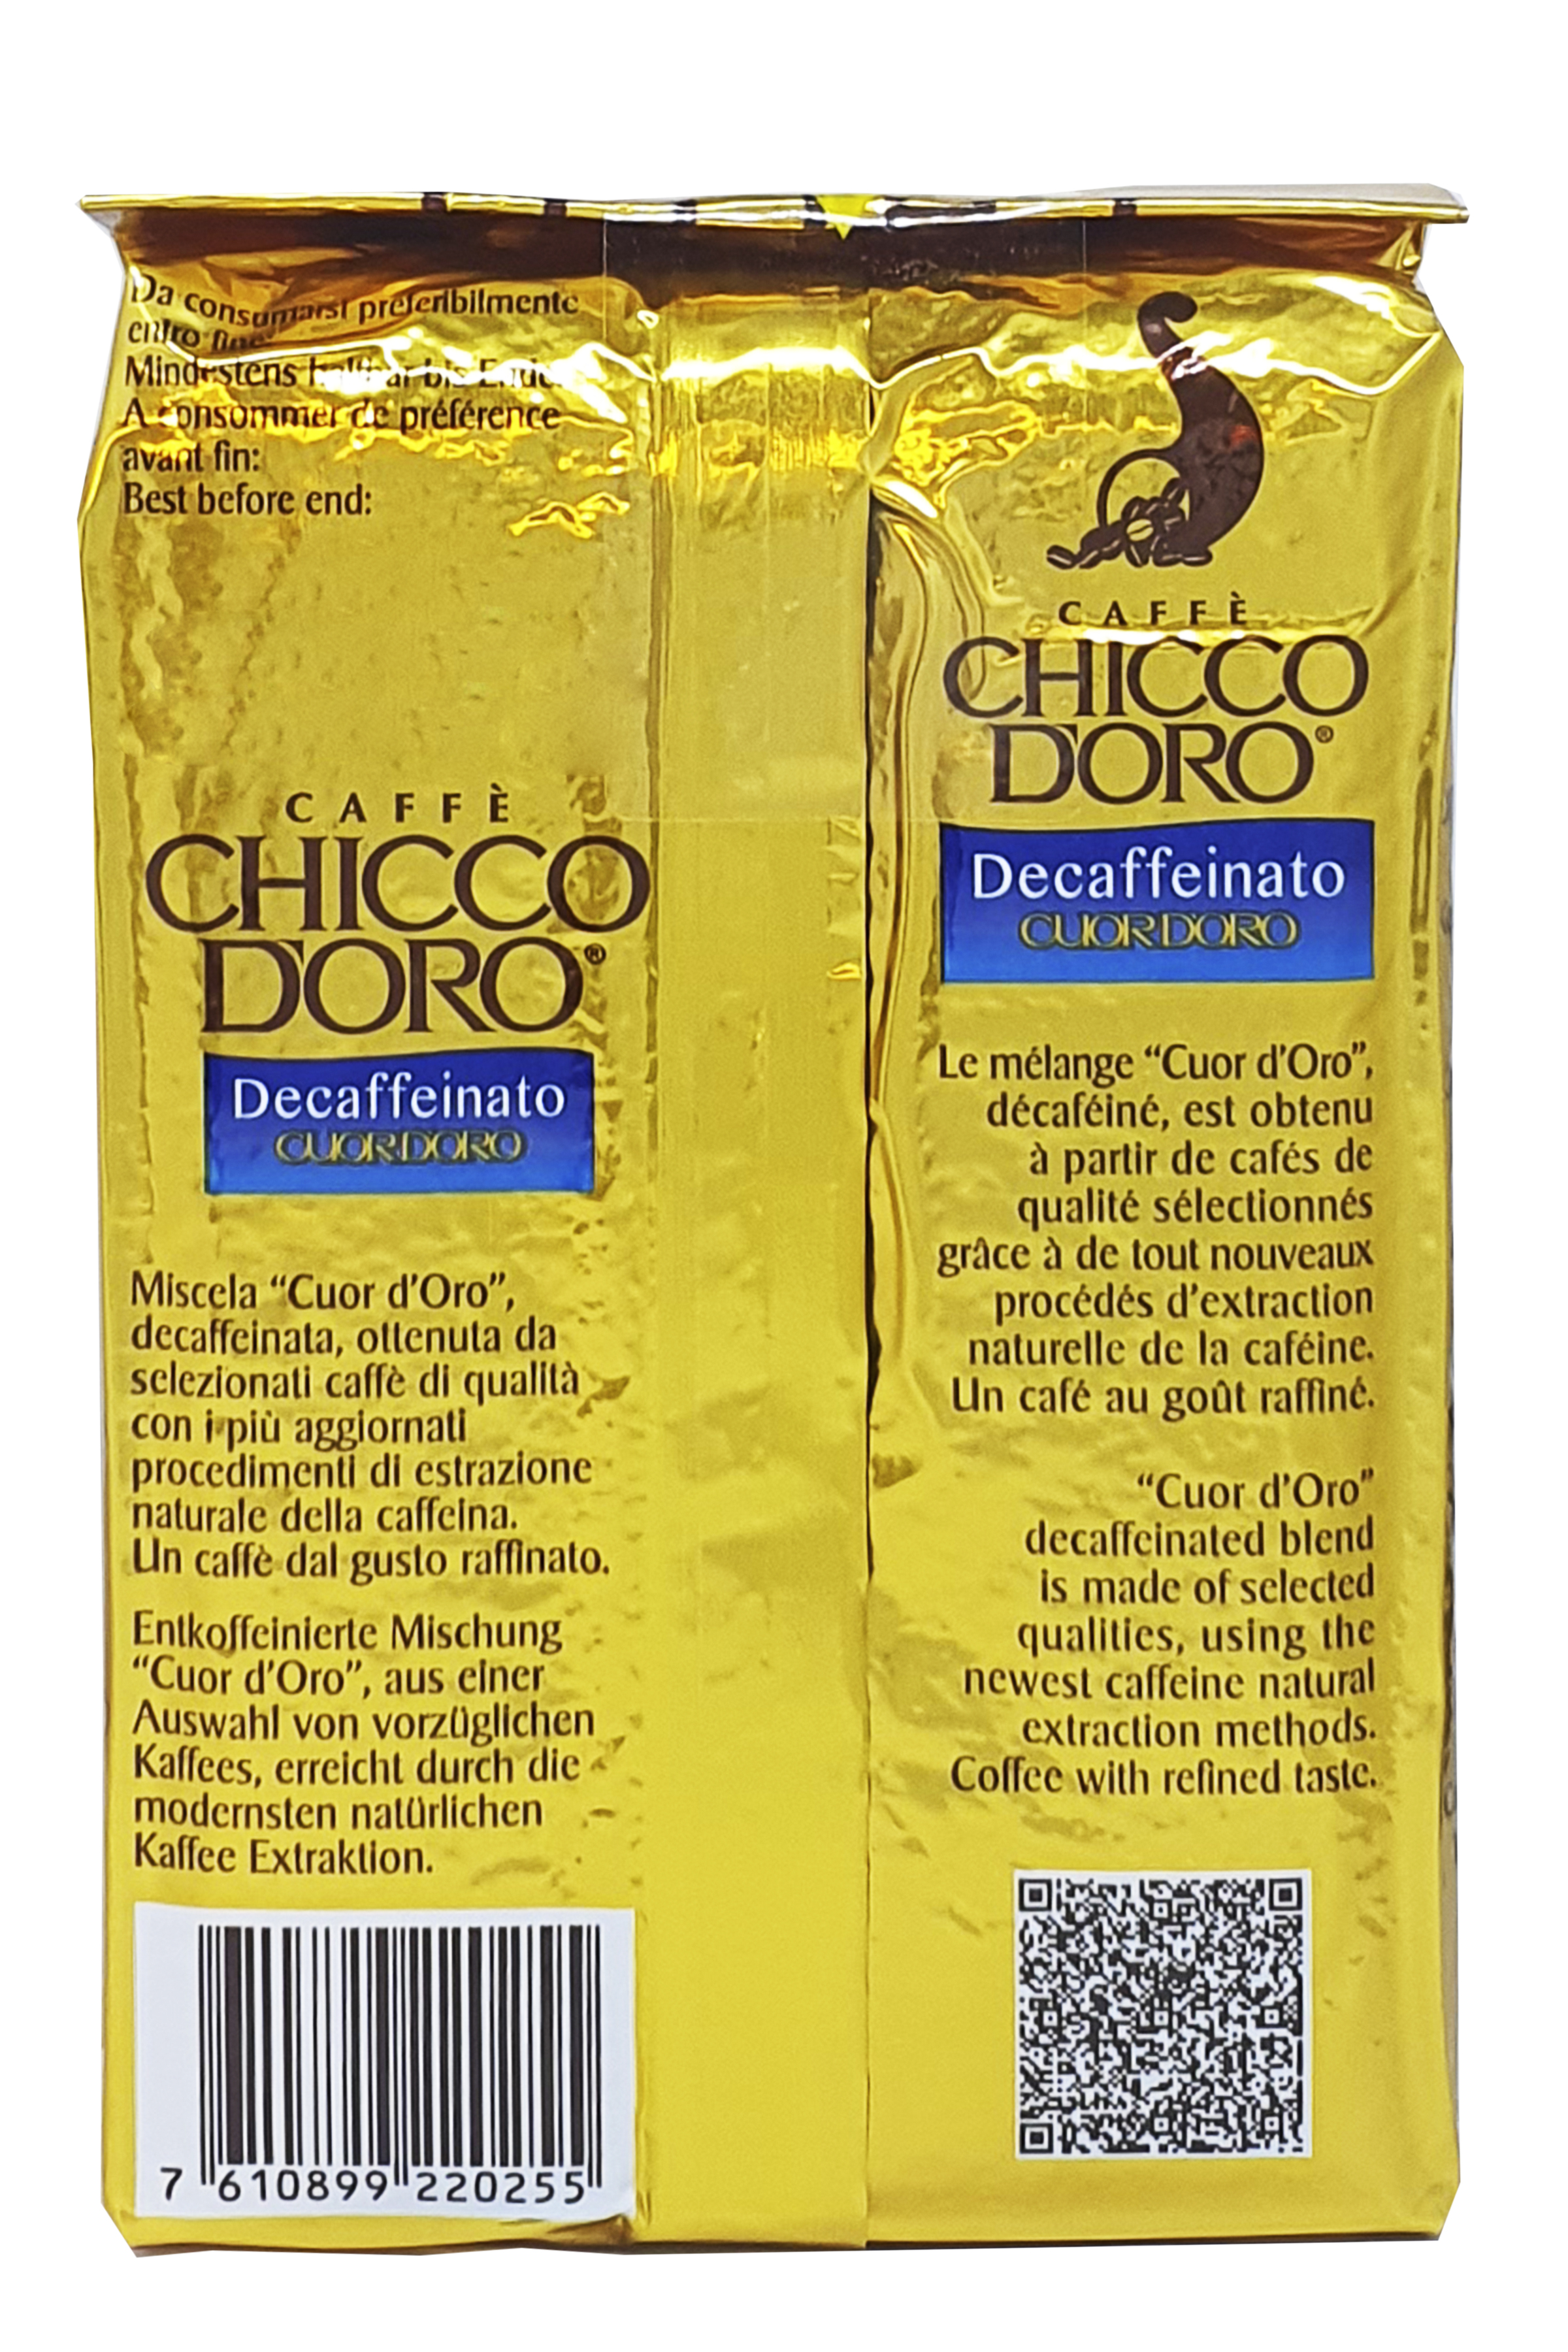 Da consumarsi preferibilmente
entro fine:
Mindestens haltbar bis Ende:
A consommer de préférence
avant fin:
Best before end:
CAFFÈ
CHICCO
D'ORO®
Decaffeinato
CUOR D'ORO
Miscela “Cuor d'Oro”,
decaffeinata, ottenuta da
selezionati caffè di qualità
con i più aggiornati
procedimenti di estrazione
naturale della caffeina.
Un caffè dal gusto raffinato.
Entkoffeinierte Mischung
“Cuor d'Oro”, aus einer
Auswahl von vorzüglichen
Kaffees, erreicht durch die
modernsten natürlichen
Kaffee Extraktion.
7 610899 220255
CAFFÈ
CHICCO
D'ORO®
Decaffeinato
CUOR D'ORO
Le mélange “Cuor d'Oro”,
décaféiné, est obtenu
à partir de cafés de
qualité sélectionnés
grâce à de tout nouveaux
procédés d'extraction
naturelle de la caféine.
Un café au goût raffiné.
“Cuor d'Oro”
decaffeinated blend
is made of selected
qualities, using the
newest caffeine natural
extraction methods.
Coffee with refined taste.